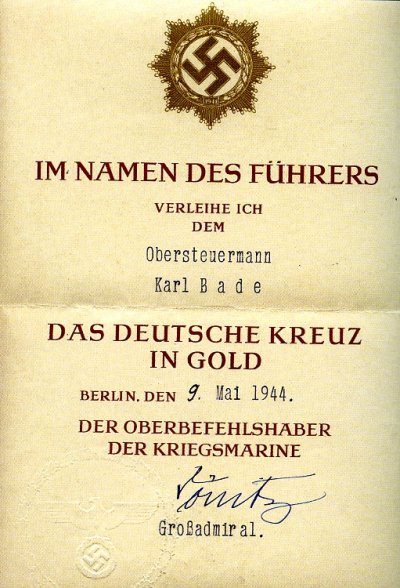 1941
IM NAMEN DES FÜHRERS
VERLEIHE ICH
DEM
Obersteuermann
Karl B a d e
DAS DEUTSCHE KREUZ
IN GOLD
BERLIN, DEN 9. Mai 1944.
DER OBERBEFEHLSHABER
DER KRIEGSMARINE
Dönitz
Großadmiral.